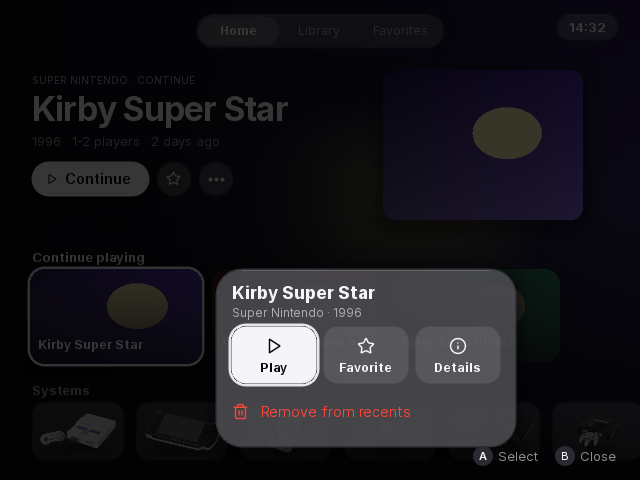 Home Library Favorites
14:32
SUPER NINTENDO · CONTINUE
Kirby Super Star
1996 1-2 players 2 days ago
Continue
Continue playing
Kirby Super Star
Kirby Super Star
Super Nintendo · 1996
Play Favorite Details
Remove from recents
Systems
A Select B Close